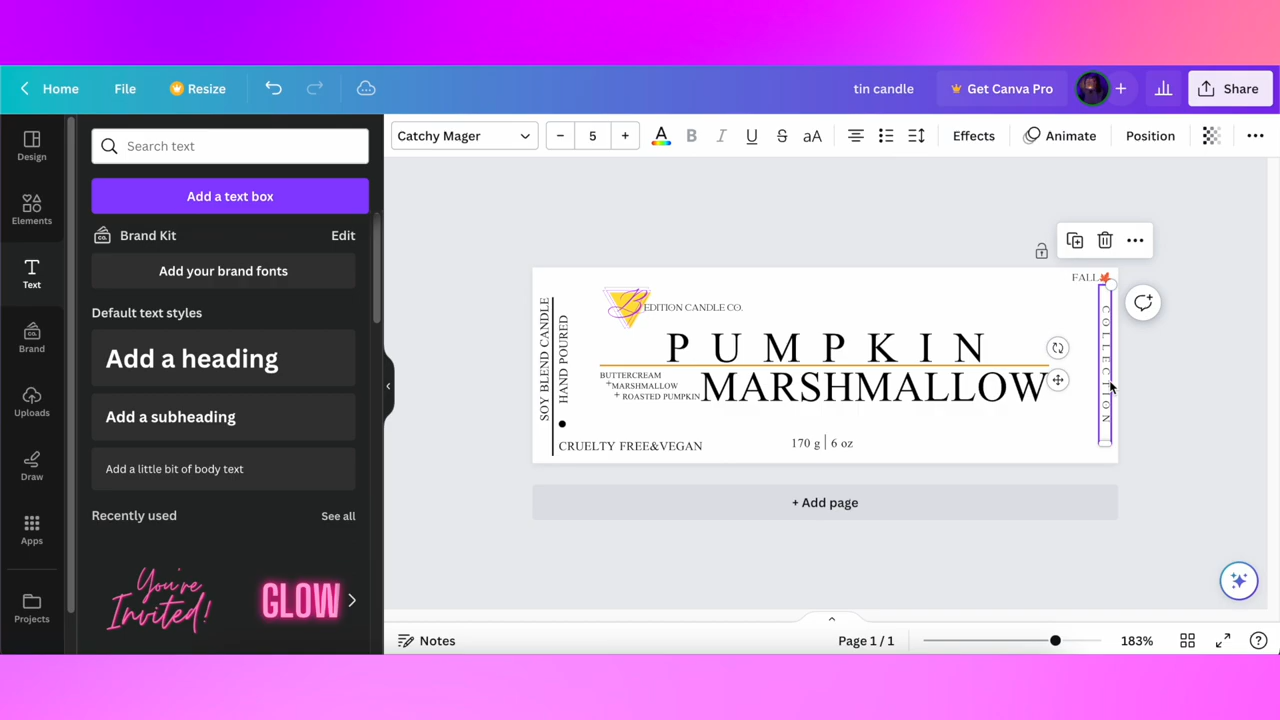 Home
File
Resize
tin candle
Get Canva Pro
Share
Design
Elements
Text
Brand
Uploads
Draw
Apps
Projects
Search text
Add a text box
Brand Kit
Edit
Add your brand fonts
Default text styles
Add a heading
Add a subheading
Add a little bit of body text
Recently used
See all
You're
Invited!
GLOW
Catchy Mager
5
A
B
I
U
S
aA
Effects
Animate
Position
FALL
COLLECTION
SOY BLEND CANDLE
HAND POURED
B EDITION CANDLE CO.
PUMPKIN
BUTTERCREAM
+MARSHMALLOW
+ ROASTED PUMPKIN
MARSHMALLOW
CRUELTY FREE&VEGAN
170 g | 6 oz
+ Add page
Notes
Page 1 / 1
183%